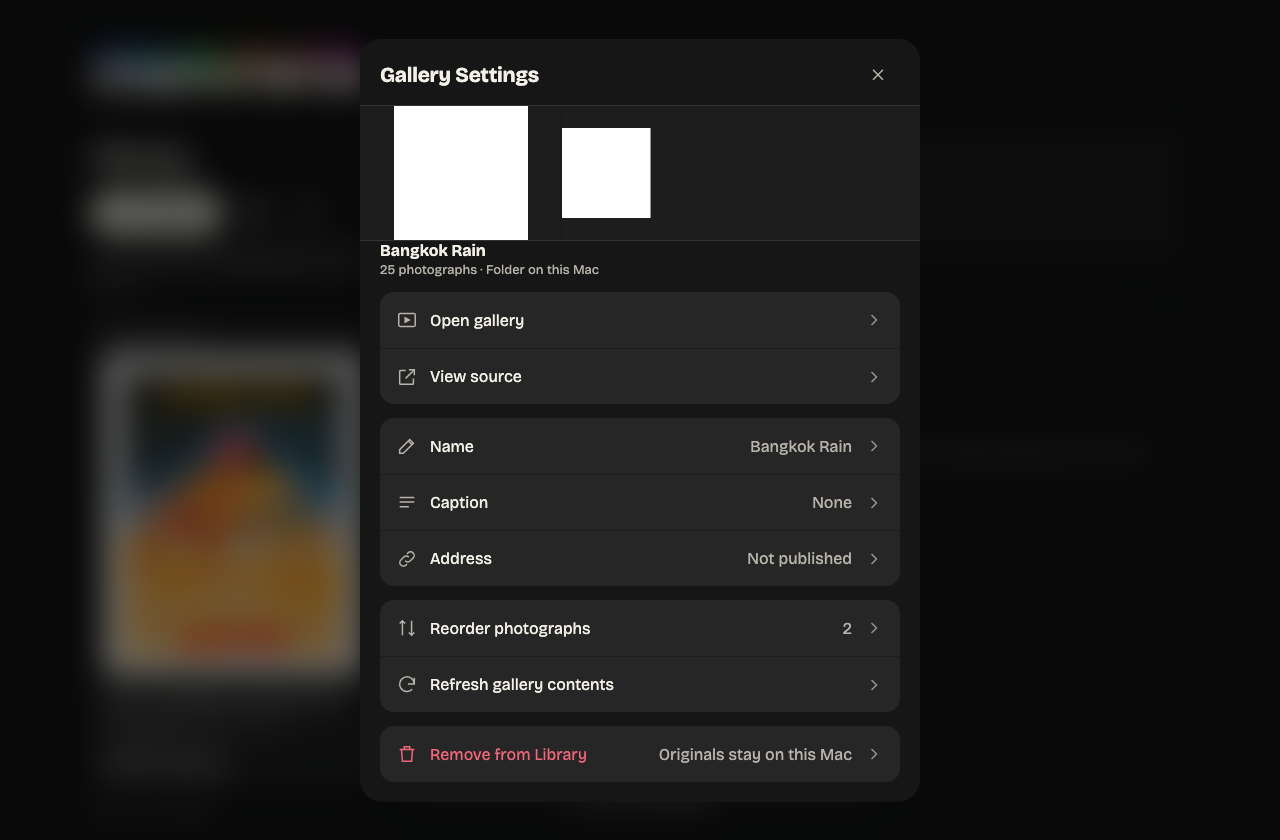 Gallery Settings
Bangkok Rain
25 photographs · Folder on this Mac
Open gallery
View source
Name Bangkok Rain
Caption None
Address Not published
Reorder photographs 2
Refresh gallery contents
Remove from Library Originals stay on this Mac